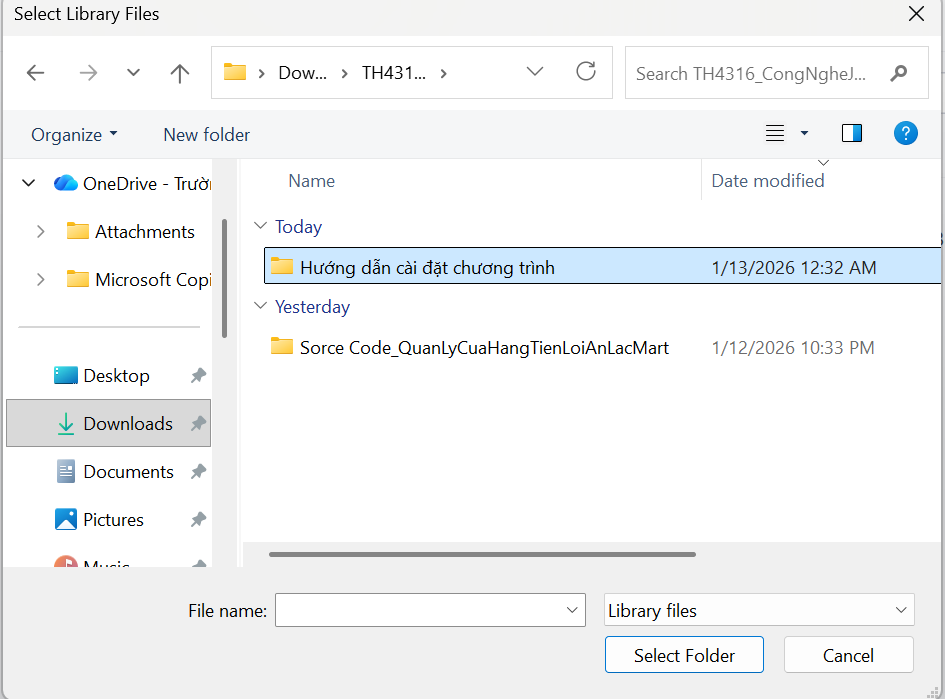 Select Library Files
Dow... TH431...
Search TH4316_CongNgheJ...
Organize
New folder
?
OneDrive - Trườ
Attachments
Microsoft Copi
Desktop
Downloads
Documents
Pictures
Music
Name
Date modified
Today
Hướng dẫn cài đặt chương trình 1/13/2026 12:32 AM
Yesterday
Sorce Code_QuanLyCuaHangTienLoiAnLacMart 1/12/2026 10:33 PM
File name:
Library files
Select Folder
Cancel